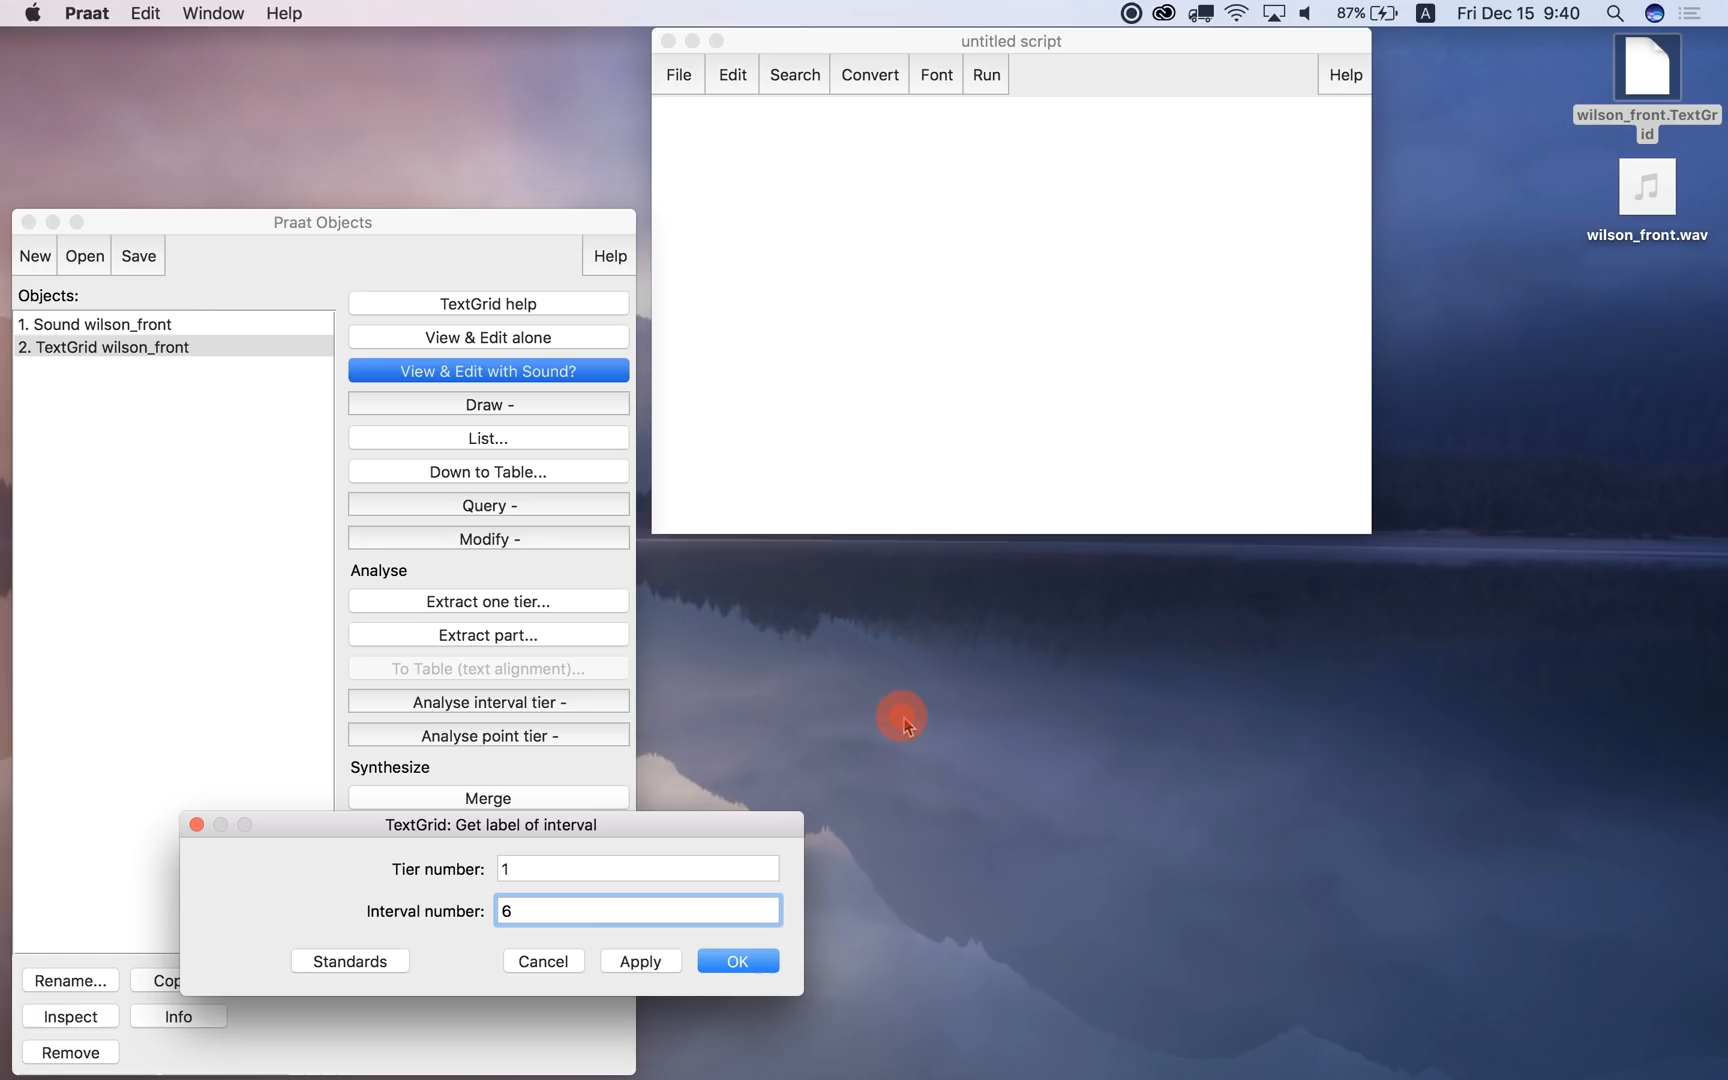 Praat Edit Window Help
87% A Fri Dec 15 9:40
untitled script
File Edit Search Convert Font Run Help
wilson_front.TextGr
id
wilson_front.wav
Praat Objects
New Open Save Help
Objects:
1. Sound wilson_front
2. TextGrid wilson_front
TextGrid help
View & Edit alone
View & Edit with Sound?
Draw -
List...
Down to Table...
Query -
Modify -
Analyse
Extract one tier...
Extract part...
To Table (text alignment)...
Analyse interval tier -
Analyse point tier -
Synthesize
Merge
TextGrid: Get label of interval
Tier number: 1
Interval number: 6
Standards Cancel Apply OK
Rename... Cop
Inspect Info
Remove